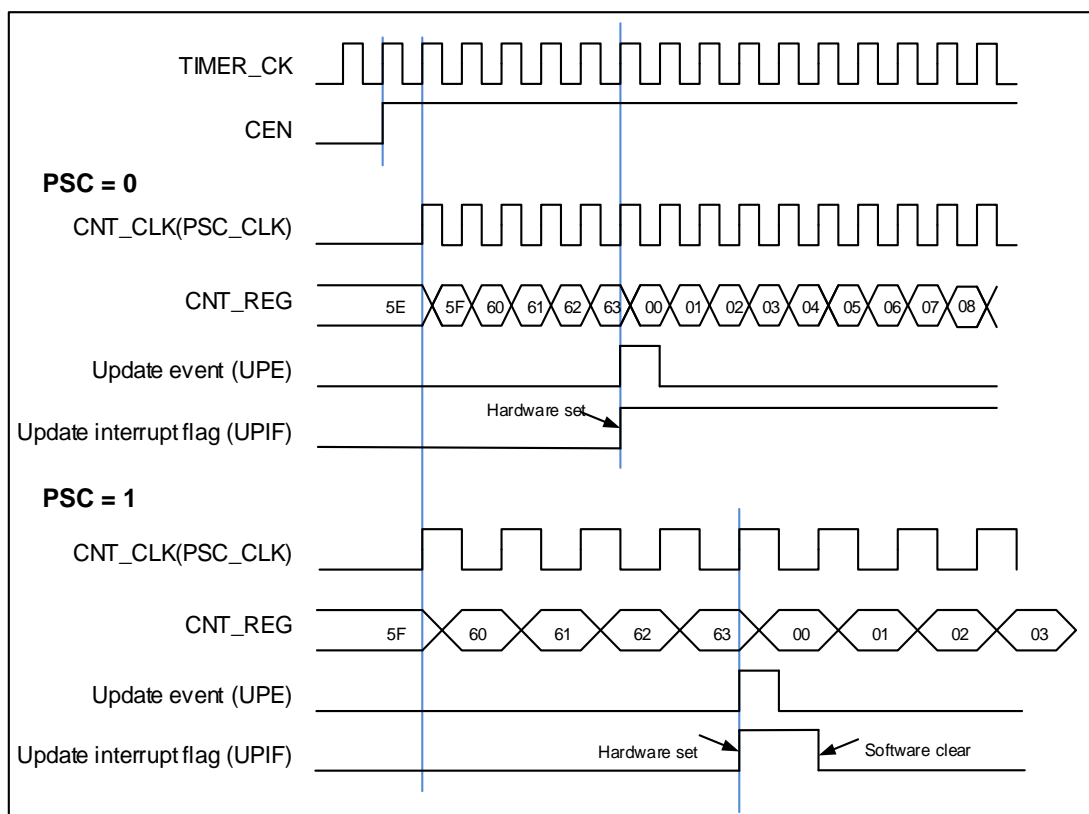 TIMER_CK
CEN
PSC = 0
CNT_CLK(PSC_CLK)
CNT_REG 5E 5F 60 61 62 63 00 01 02 03 04 05 06 07 08
Update event (UPE)
Hardware set
Update interrupt flag (UPIF)
PSC = 1
CNT_CLK(PSC_CLK)
CNT_REG 5F 60 61 62 63 00 01 02 03
Update event (UPE)
Update interrupt flag (UPIF) Hardware set Software clear